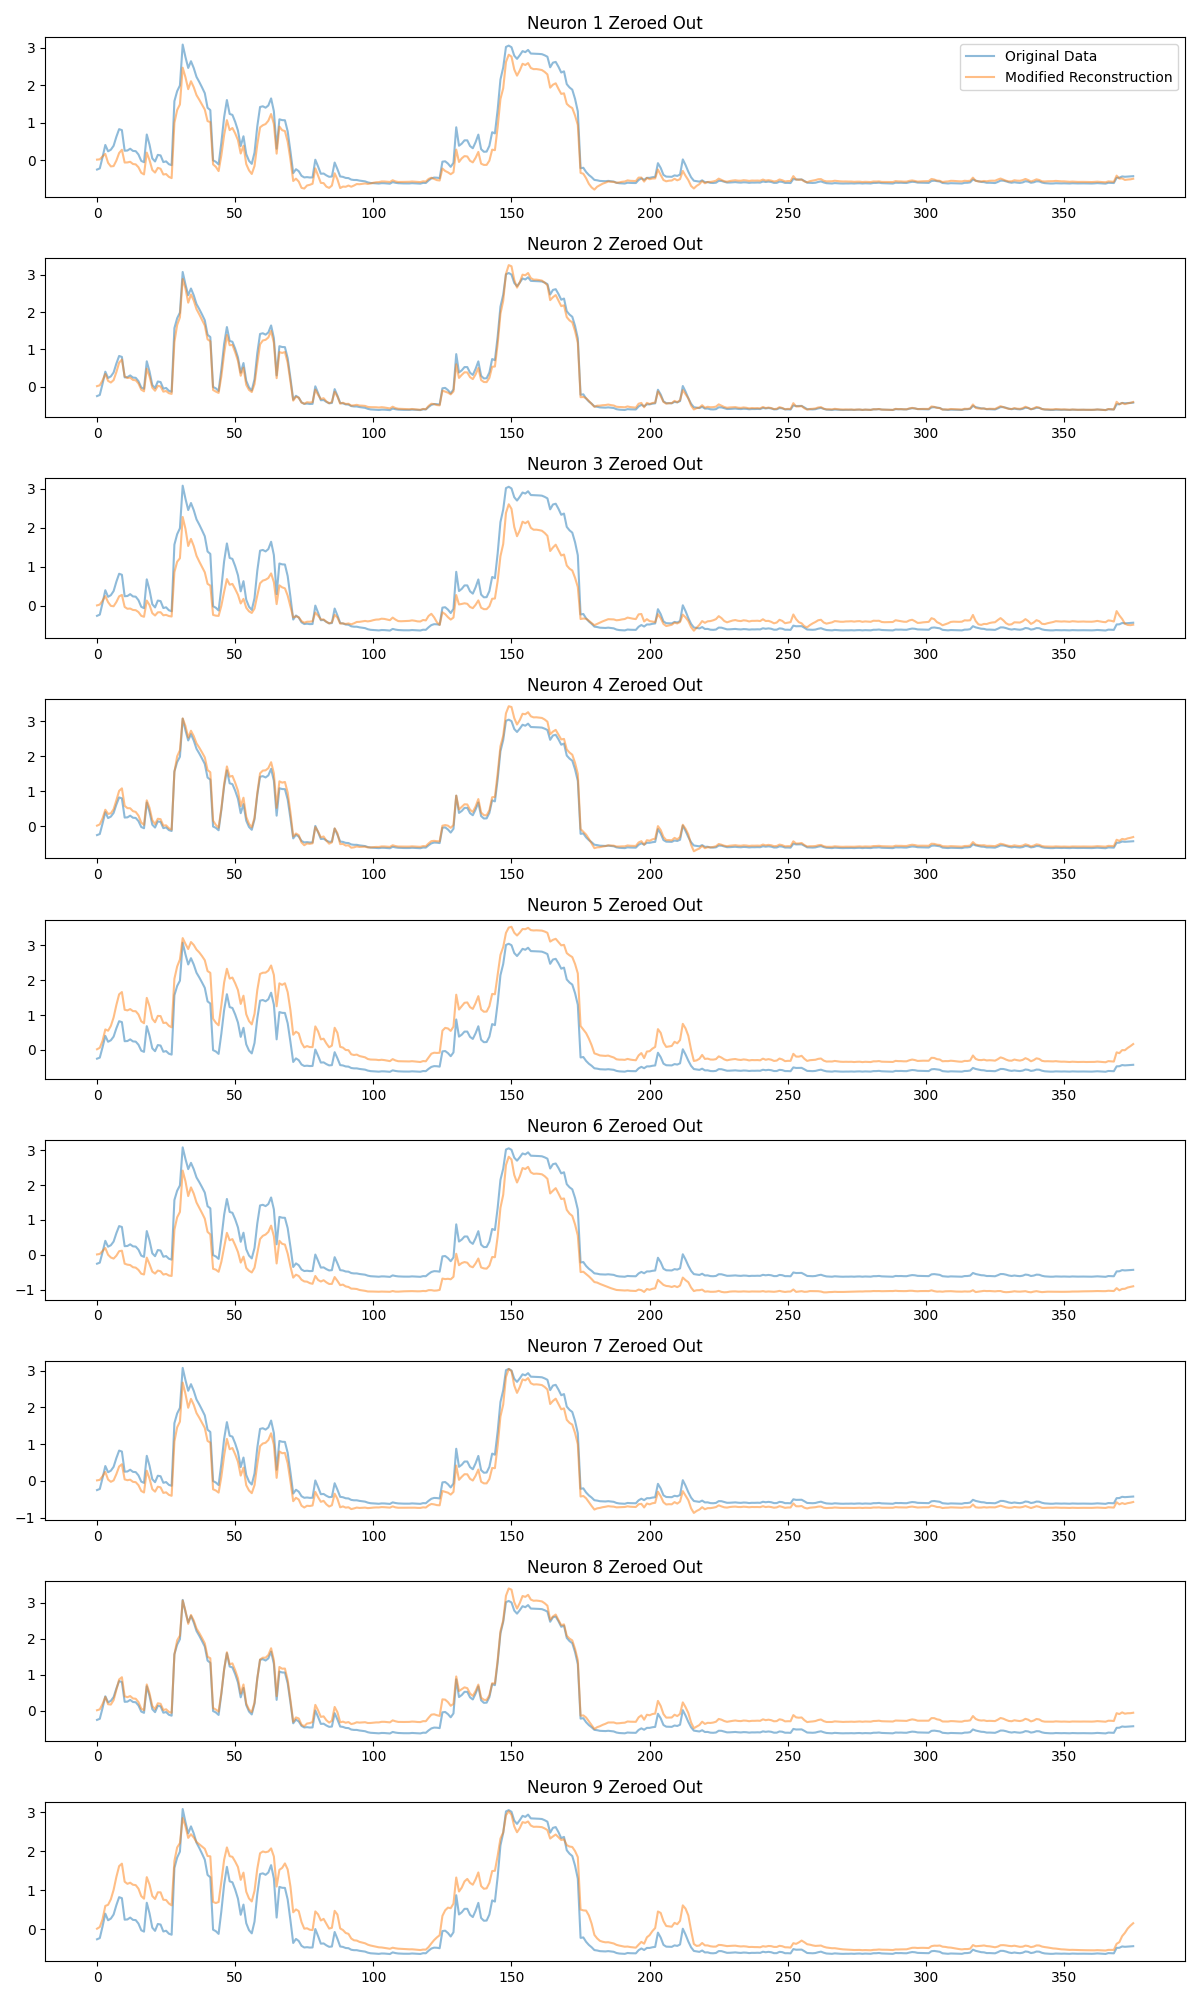 Neuron 1 Zeroed Out
Original Data
Modified Reconstruction
3
2
1
0
0 50 100 150 200 250 300 350
Neuron 2 Zeroed Out
3
2
1
0
0 50 100 150 200 250 300 350
Neuron 3 Zeroed Out
3
2
1
0
0 50 100 150 200 250 300 350
Neuron 4 Zeroed Out
3
2
1
0
0 50 100 150 200 250 300 350
Neuron 5 Zeroed Out
3
2
1
0
0 50 100 150 200 250 300 350
Neuron 6 Zeroed Out
3
2
1
0
−1
0 50 100 150 200 250 300 350
Neuron 7 Zeroed Out
3
2
1
0
−1
0 50 100 150 200 250 300 350
Neuron 8 Zeroed Out
3
2
1
0
0 50 100 150 200 250 300 350
Neuron 9 Zeroed Out
3
2
1
0
0 50 100 150 200 250 300 350